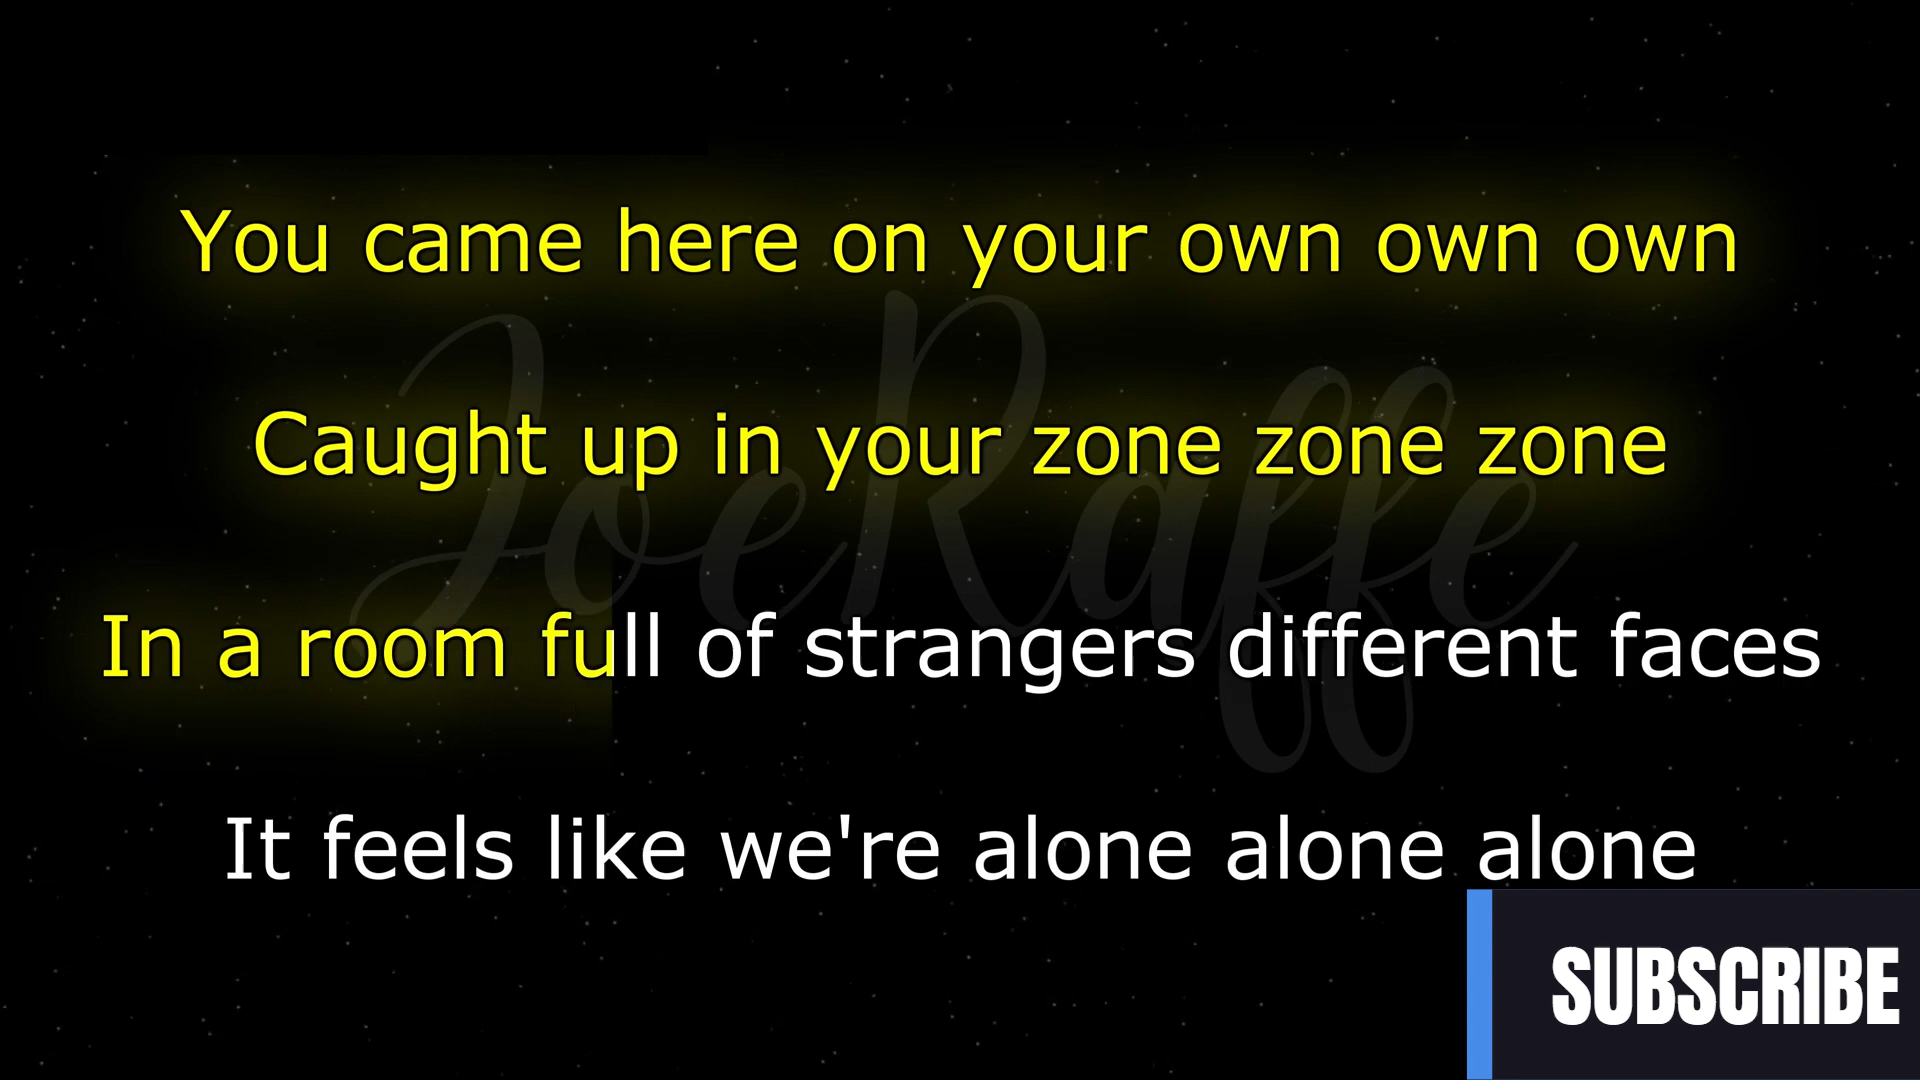 You came here on your own own own
Caught up in your zone zone zone
In a room full of strangers different faces
It feels like we're alone alone alone
JoeRaffe
SUBSCRIBE